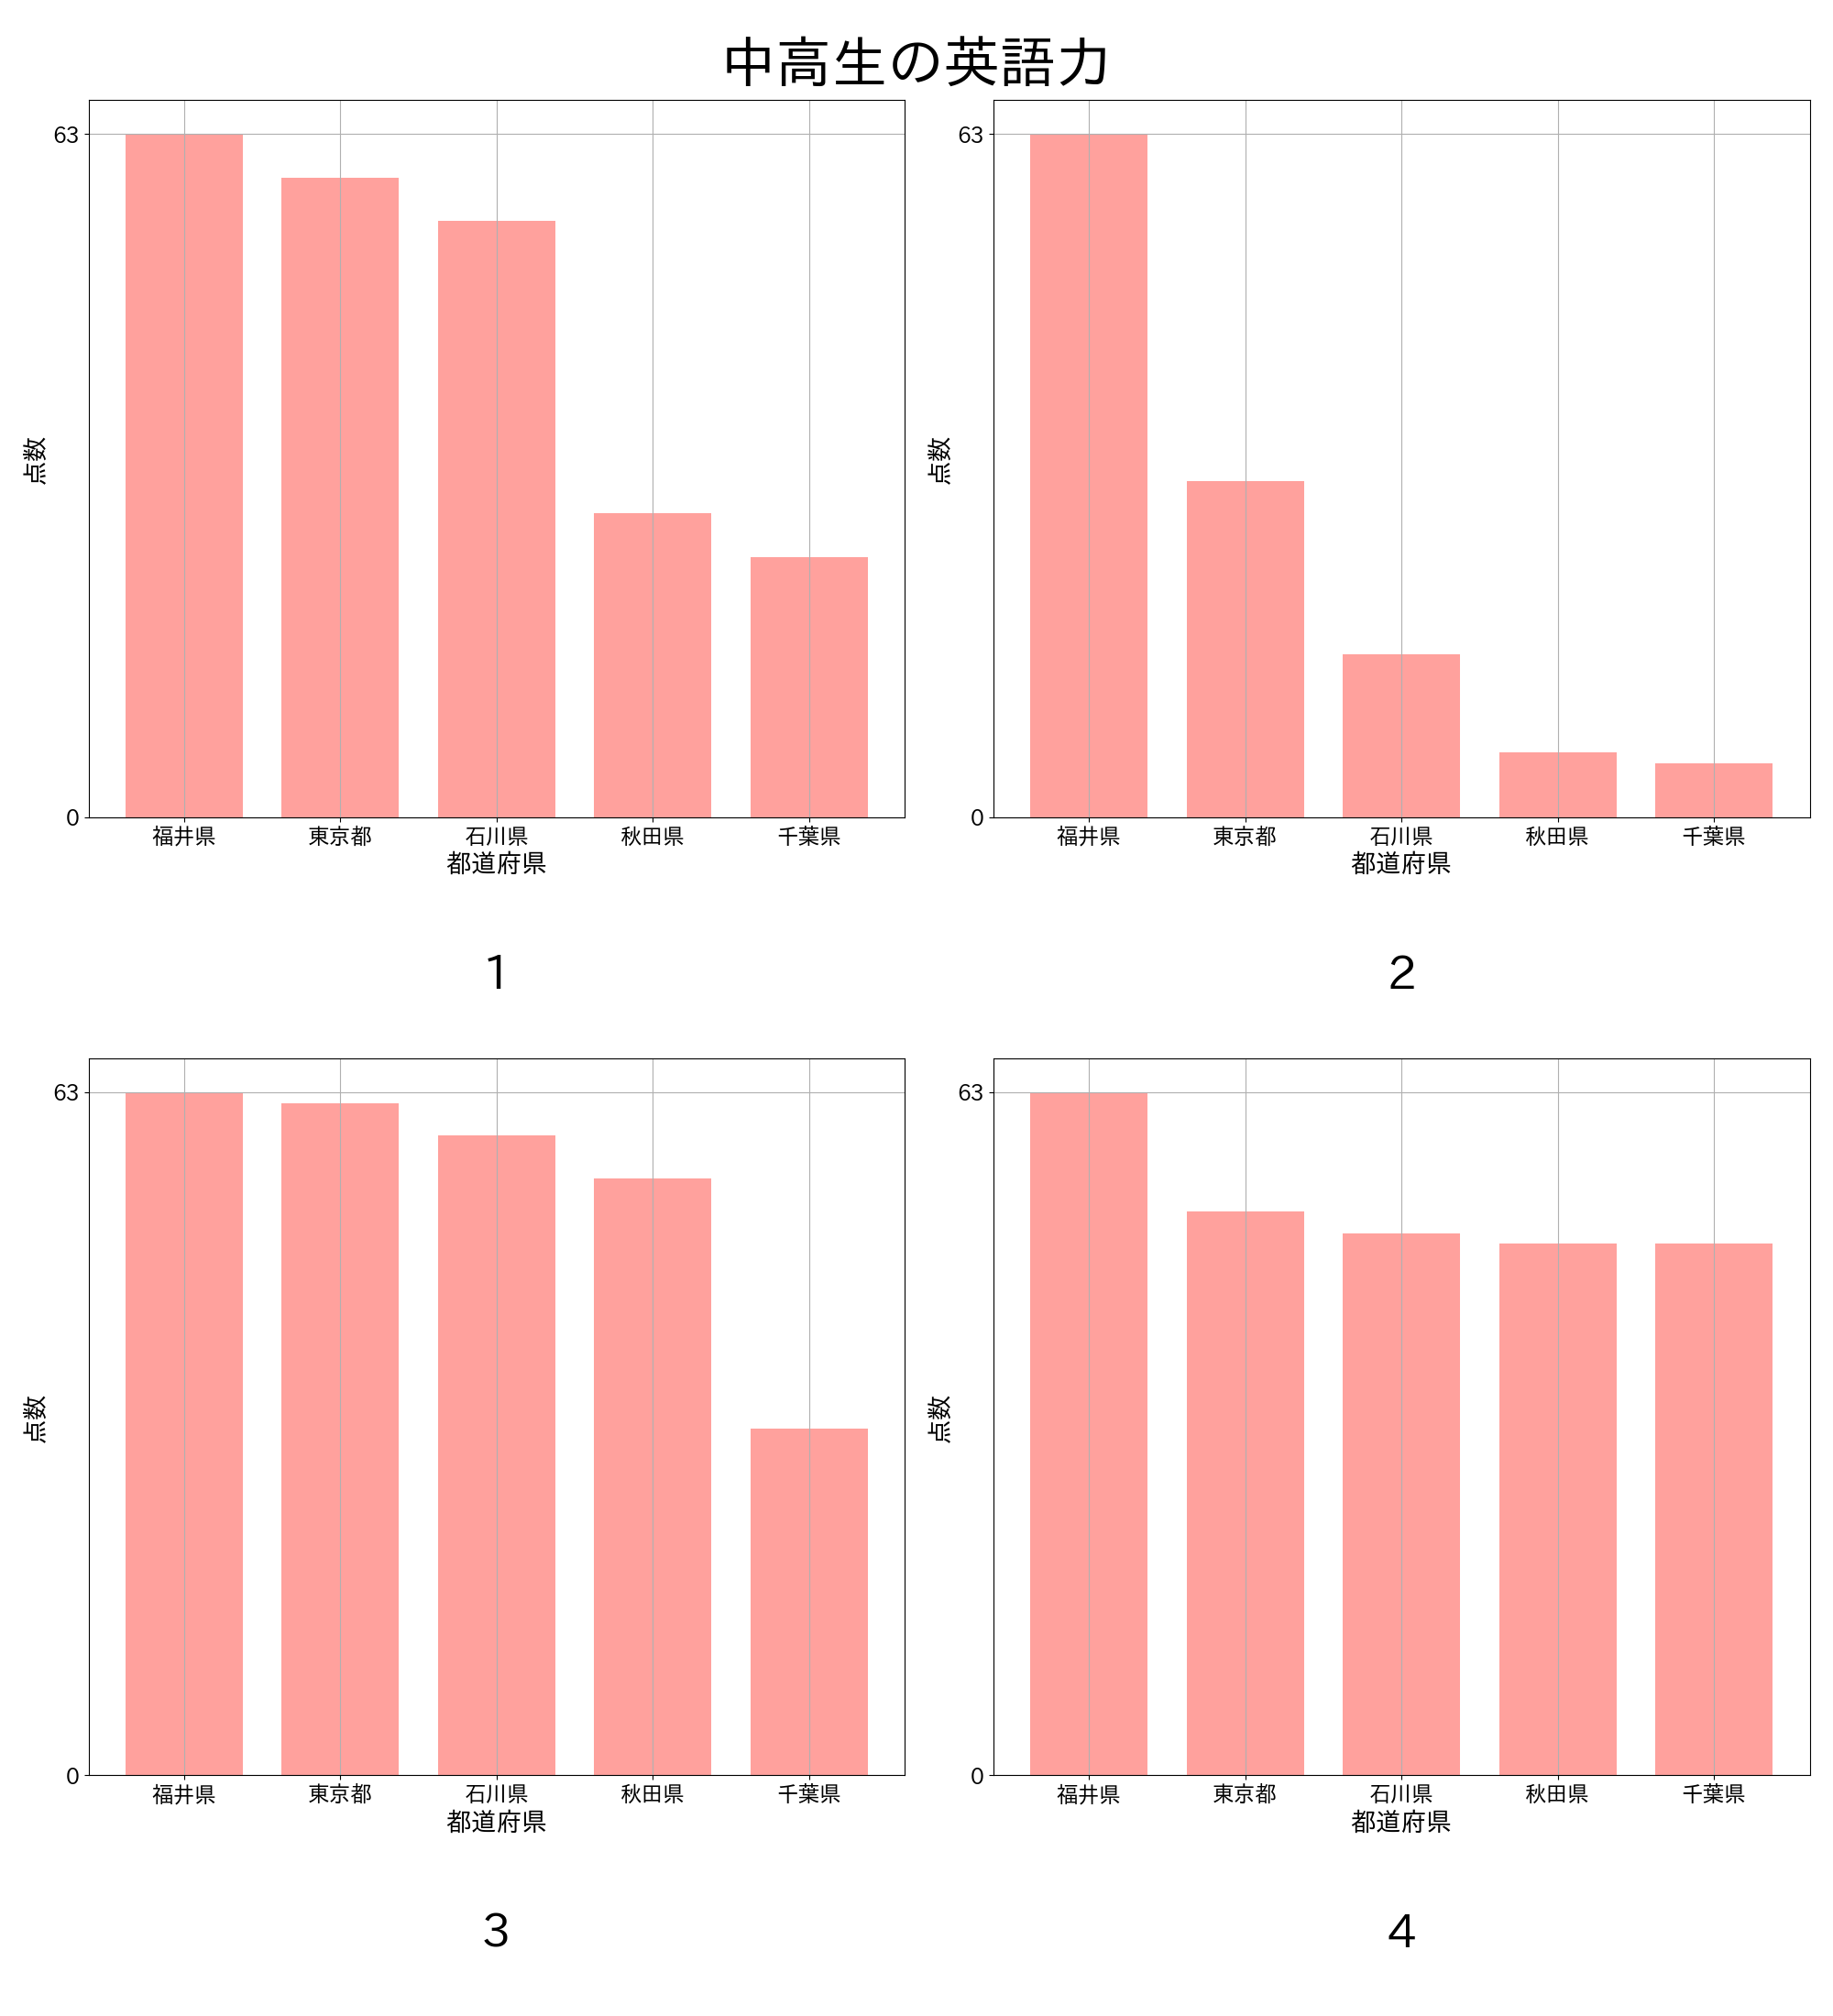 中高生の英語力
63
点数
0
福井県 東京都 石川県 秋田県 千葉県
都道府県
1
63
点数
0
福井県 東京都 石川県 秋田県 千葉県
都道府県
2
63
点数
0
福井県 東京都 石川県 秋田県 千葉県
都道府県
3
63
点数
0
福井県 東京都 石川県 秋田県 千葉県
都道府県
4